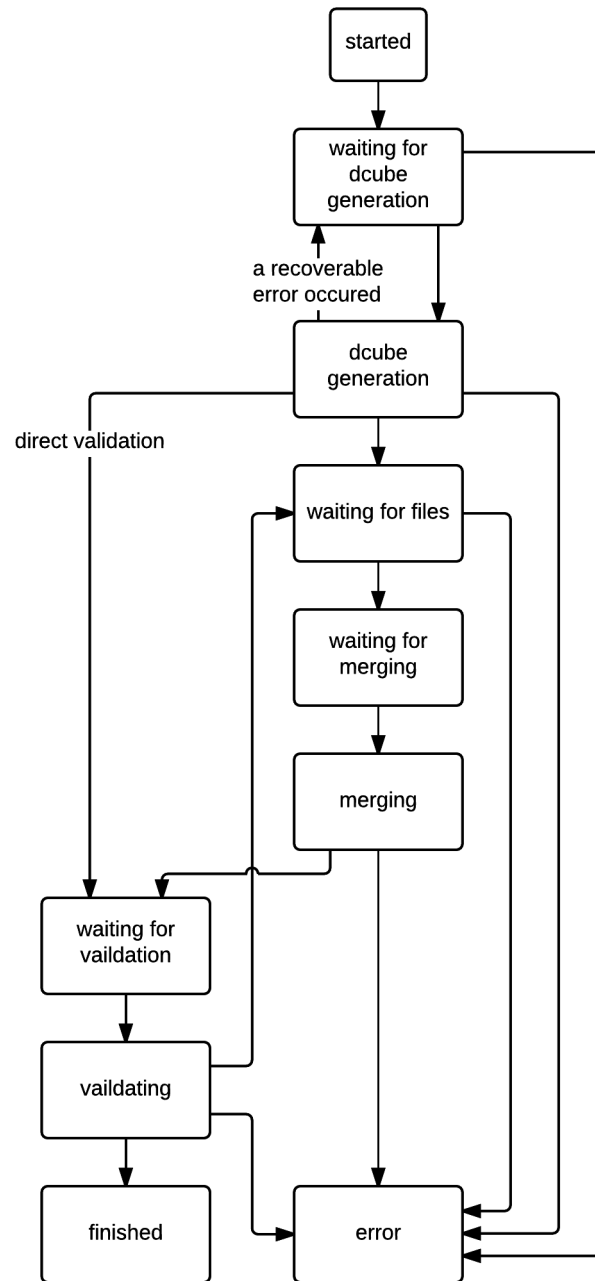 started
waiting for
dcube
generation
a recoverable
error occured
dcube
generation
direct validation
waiting for files
waiting for
merging
merging
waiting for
vaildation
vaildating
finished
error